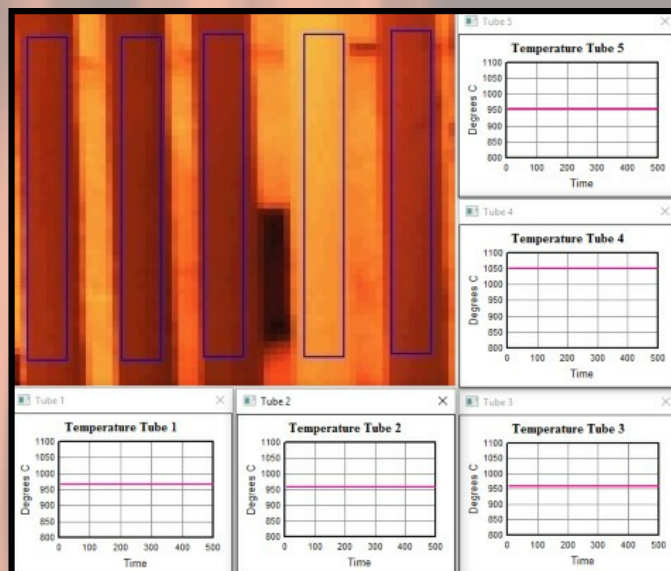 Tube 5
Temperature Tube 5
Degrees C
1100
1050
1000
950
900
850
800
0 100 200 300 400 500
Time
Tube 4
Temperature Tube 4
Degrees C
1100
1050
1000
950
900
850
800
0 100 200 300 400 500
Time
Tube 1
Temperature Tube 1
Degrees C
1100
1050
1000
950
900
850
800
0 100 200 300 400 500
Time
Tube 2
Temperature Tube 2
Degrees C
1100
1050
1000
950
900
850
800
0 100 200 300 400 500
Time
Tube 3
Temperature Tube 3
Degrees C
1100
1050
1000
950
900
850
800
0 100 200 300 400 500
Time